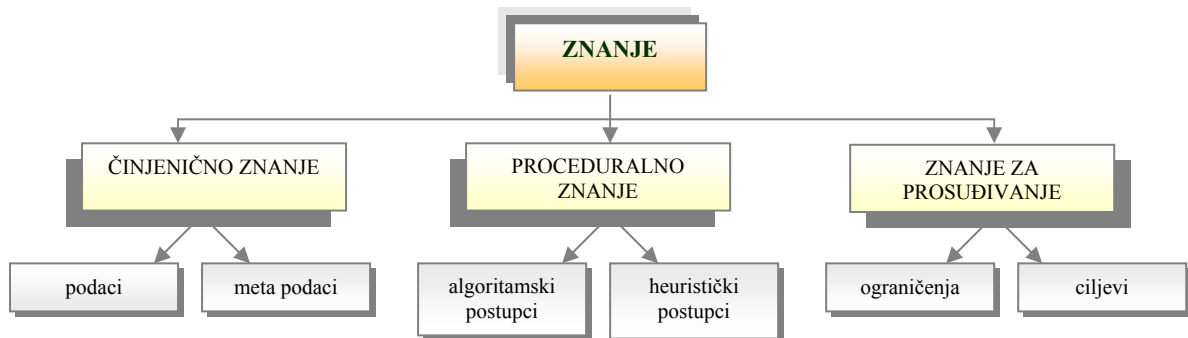 ZNANJE
ČINJENIČNO ZNANJE
PROCEDURALNO
ZNANJE
ZNANJE ZA
PROSUĐIVANJE
podaci
meta podaci
algoritamski
postupci
heuristički
postupci
ograničenja
ciljevi